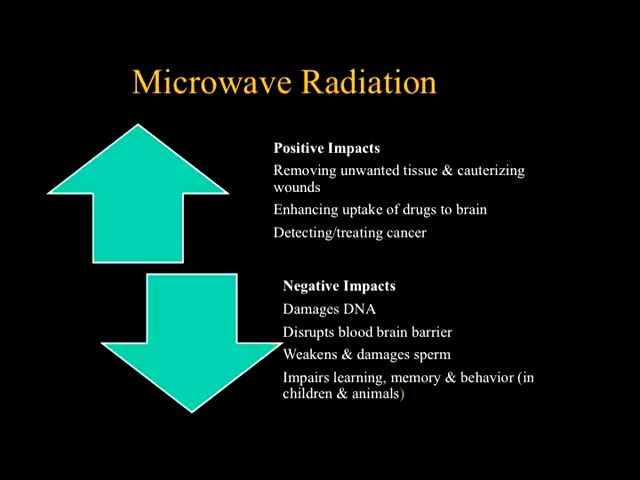 Microwave Radiation
Positive Impacts
Removing unwanted tissue & cauterizing
wounds
Enhancing uptake of drugs to brain
Detecting/treating cancer
Negative Impacts
Damages DNA
Disrupts blood brain barrier
Weakens & damages sperm
Impairs learning, memory & behavior (in
children & animals)